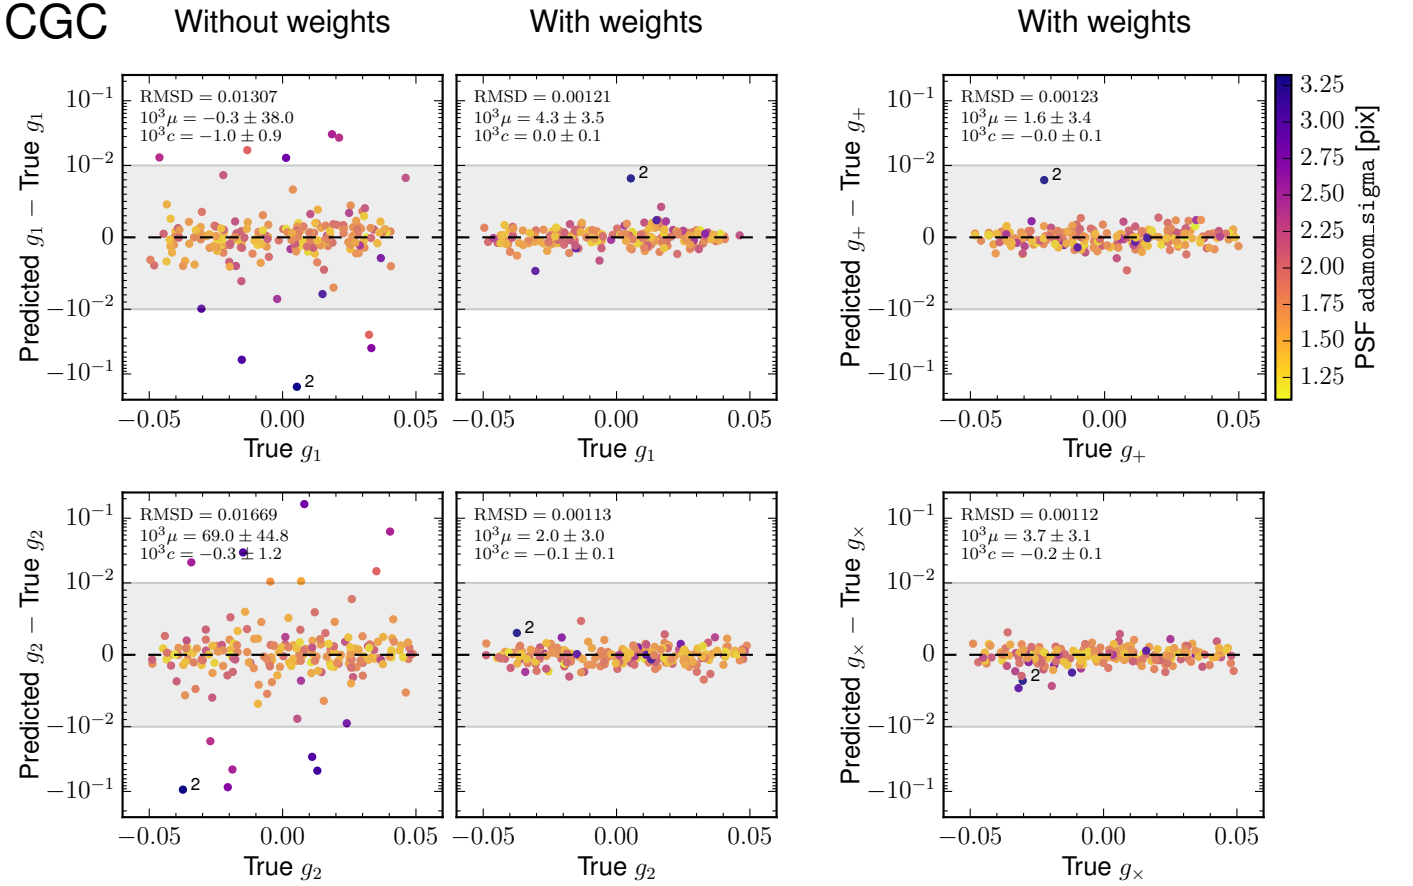 CGC
Without weights
With weights
With weights
RMSD = 0.01307
10³μ = −0.3 ± 38.0
10³c = −1.0 ± 0.9
2
10⁻¹
10⁻²
0
−10⁻²
−10⁻¹
Predicted g₁ − True g₁
−0.05
0.00
0.05
True g₁
RMSD = 0.00121
10³μ = 4.3 ± 3.5
10³c = 0.0 ± 0.1
2
−0.05
0.00
0.05
True g₁
RMSD = 0.00123
10³μ = 1.6 ± 3.4
10³c = −0.0 ± 0.1
2
10⁻¹
10⁻²
0
−10⁻²
−10⁻¹
Predicted g₊ − True g₊
−0.05
0.00
0.05
True g₊
3.25
3.00
2.75
2.50
2.25
2.00
1.75
1.50
1.25
PSF adamom_sigma [pix]
RMSD = 0.01669
10³μ = 69.0 ± 44.8
10³c = −0.3 ± 1.2
2
10⁻¹
10⁻²
0
−10⁻²
−10⁻¹
Predicted g₂ − True g₂
−0.05
0.00
0.05
True g₂
RMSD = 0.00113
10³μ = 2.0 ± 3.0
10³c = −0.1 ± 0.1
2
−0.05
0.00
0.05
True g₂
RMSD = 0.00112
10³μ = 3.7 ± 3.1
10³c = −0.2 ± 0.1
2
10⁻¹
10⁻²
0
−10⁻²
−10⁻¹
Predicted g× − True g×
−0.05
0.00
0.05
True g×